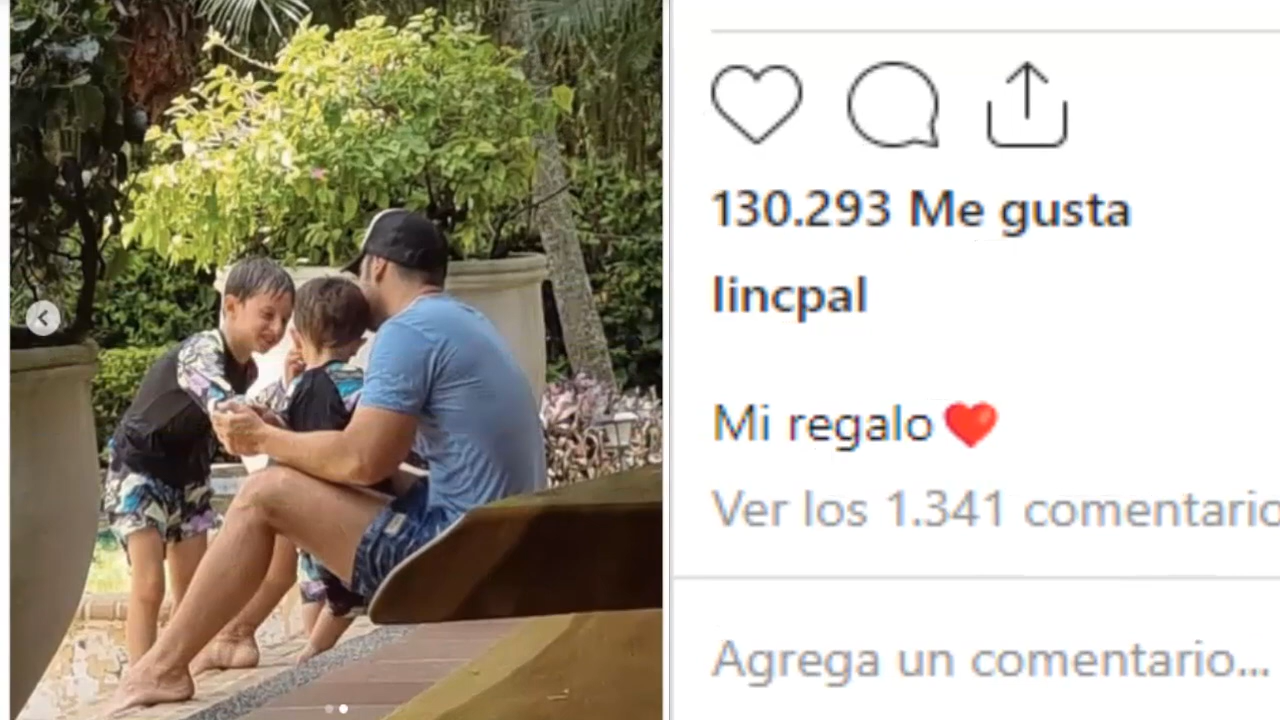 130.293 Me gusta
lincpal
Mi regalo ❤️
Ver los 1.341 comentario
Agrega un comentario...